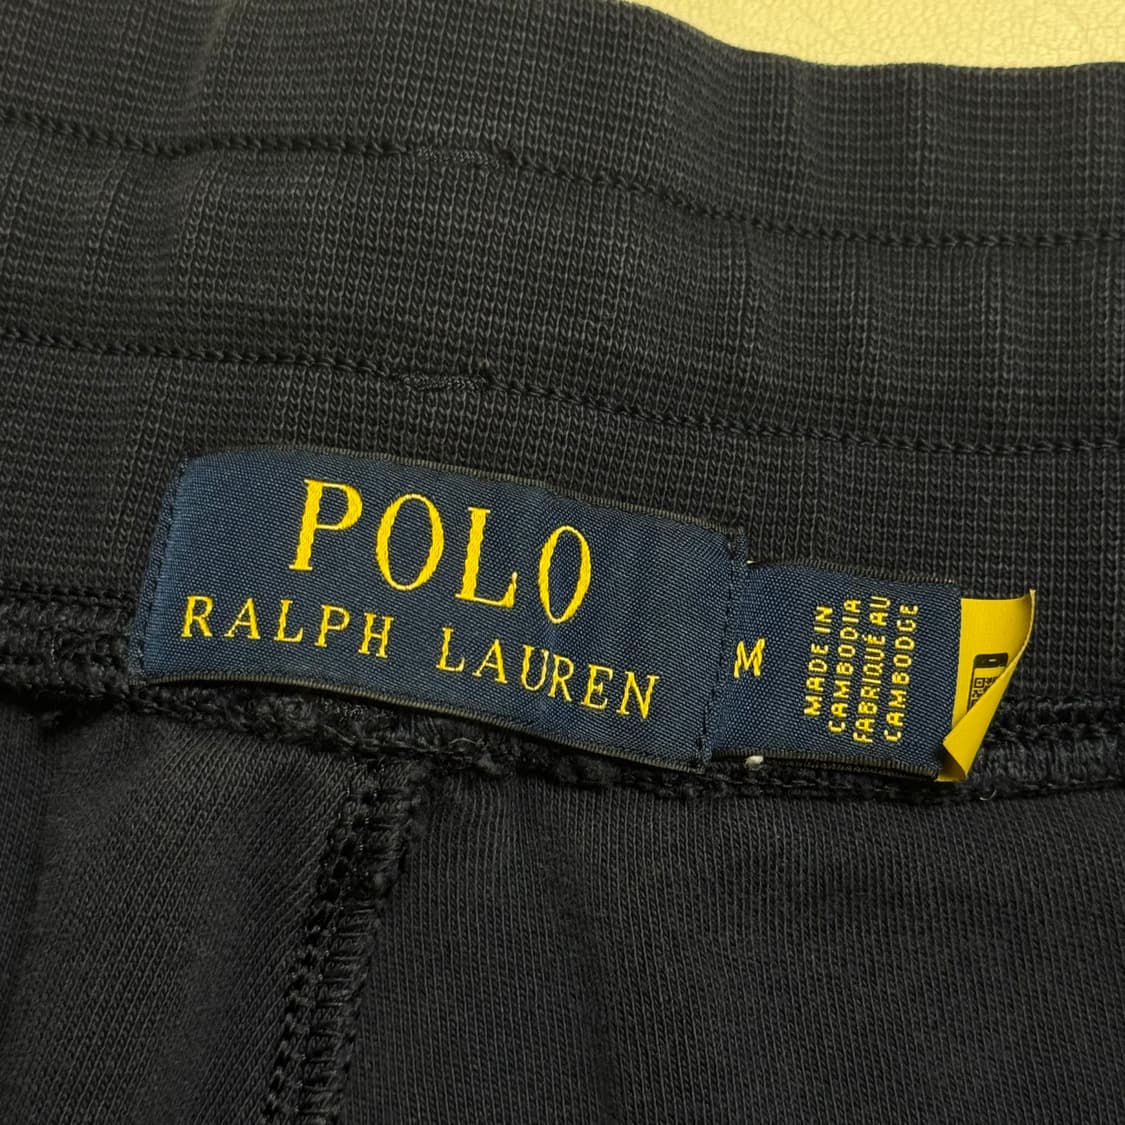 POLO
RALPH LAUREN
M
MADE IN
CAMBODIA
FABRIQUÉ AU
CAMBODGE